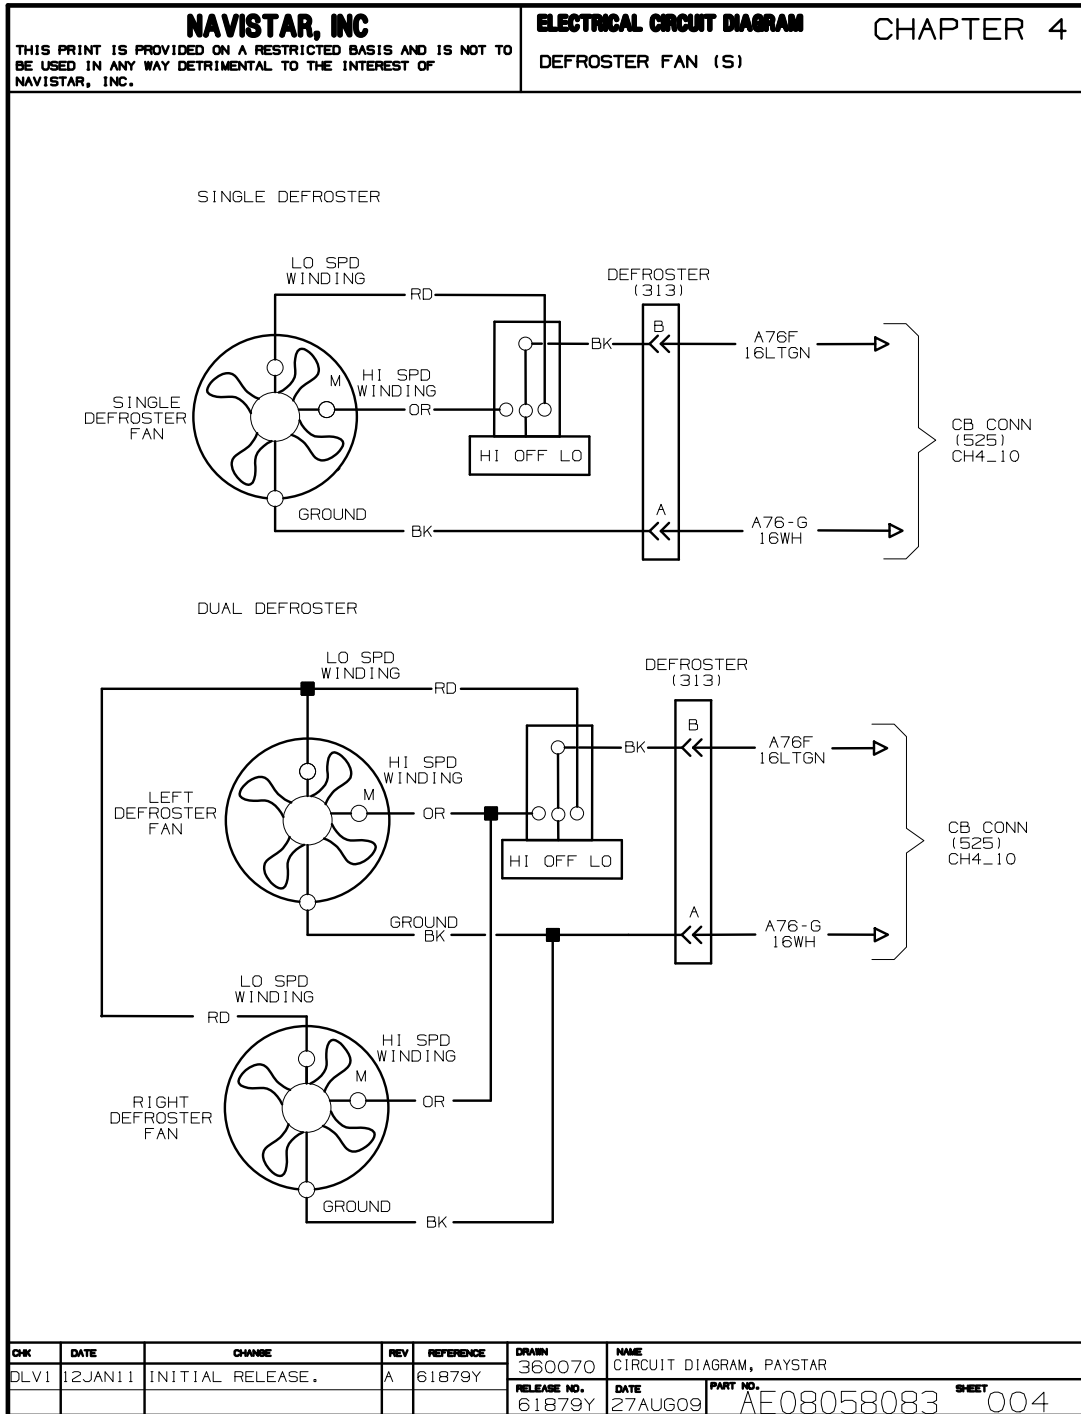 NAVISTAR, INC
THIS PRINT IS PROVIDED ON A RESTRICTED BASIS AND IS NOT TO
BE USED IN ANY WAY DETRIMENTAL TO THE INTEREST OF
NAVISTAR, INC.
ELECTRICAL CIRCUIT DIAGRAM
DEFROSTER FAN (S)
CHAPTER 4
SINGLE DEFROSTER
LO SPD
WINDING
RD
DEFROSTER
(313)
B
BK
A76F
16LTGN
M
HI SPD
WINDING
OR
SINGLE
DEFROSTER
FAN
HI OFF LO
CB CONN
(525)
CH4_10
GROUND
BK
A
A76-G
16WH
DUAL DEFROSTER
LO SPD
WINDING
RD
DEFROSTER
(313)
B
BK
A76F
16LTGN
HI SPD
WINDING
M
OR
LEFT
DEFROSTER
FAN
HI OFF LO
CB CONN
(525)
CH4_10
GROUND
BK
A
A76-G
16WH
LO SPD
WINDING
RD
HI SPD
WINDING
M
OR
RIGHT
DEFROSTER
FAN
GROUND
BK
CHK DATE CHANGE REV REFERENCE
DLV1 12JAN11 INITIAL RELEASE. A 61879Y
DRAWN
360070
NAME
CIRCUIT DIAGRAM, PAYSTAR
RELEASE NO.
61879Y
DATE
27AUG09
PART NO.
AE08058083
SHEET
004